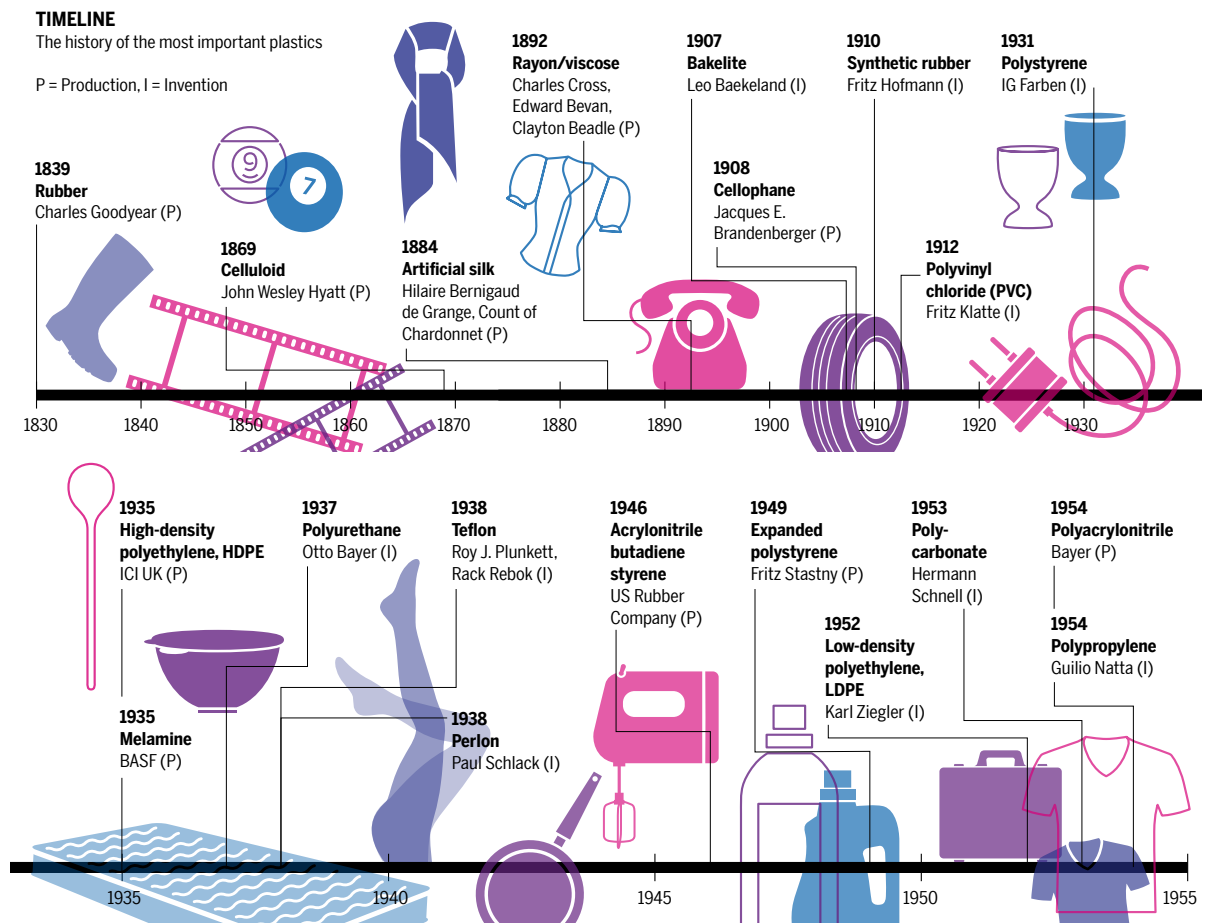 TIMELINE
The history of the most important plastics
P = Production, I = Invention
1839
Rubber
Charles Goodyear (P)
9
7
1869
Celluloid
John Wesley Hyatt (P)
1884
Artificial silk
Hilaire Bernigaud
de Grange, Count of
Chardonnet (P)
1892
Rayon/viscose
Charles Cross,
Edward Bevan,
Clayton Beadle (P)
1907
Bakelite
Leo Baekeland (I)
1908
Cellophane
Jacques E.
Brandenberger (P)
1910
Synthetic rubber
Fritz Hofmann (I)
1912
Polyvinyl
chloride (PVC)
Fritz Klatte (I)
1931
Polystyrene
IG Farben (I)
1830 1840 1850 1860 1870 1880 1890 1900 1910 1920 1930
1935
High-density
polyethylene, HDPE
ICI UK (P)
1935
Melamine
BASF (P)
1937
Polyurethane
Otto Bayer (I)
1938
Teflon
Roy J. Plunkett,
Rack Rebok (I)
1938
Perlon
Paul Schlack (I)
1946
Acrylonitrile
butadiene
styrene
US Rubber
Company (P)
1949
Expanded
polystyrene
Fritz Stastny (P)
1952
Low-density
polyethylene,
LDPE
Karl Ziegler (I)
1953
Poly-
carbonate
Hermann
Schnell (I)
1954
Polyacrylonitrile
Bayer (P)
1954
Polypropylene
Guilio Natta (I)
1935 1940 1945 1950 1955